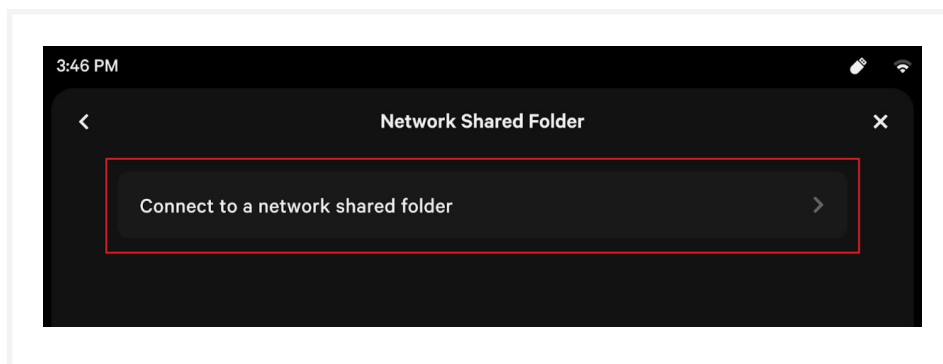 3:46 PM
Network Shared Folder
Connect to a network shared folder